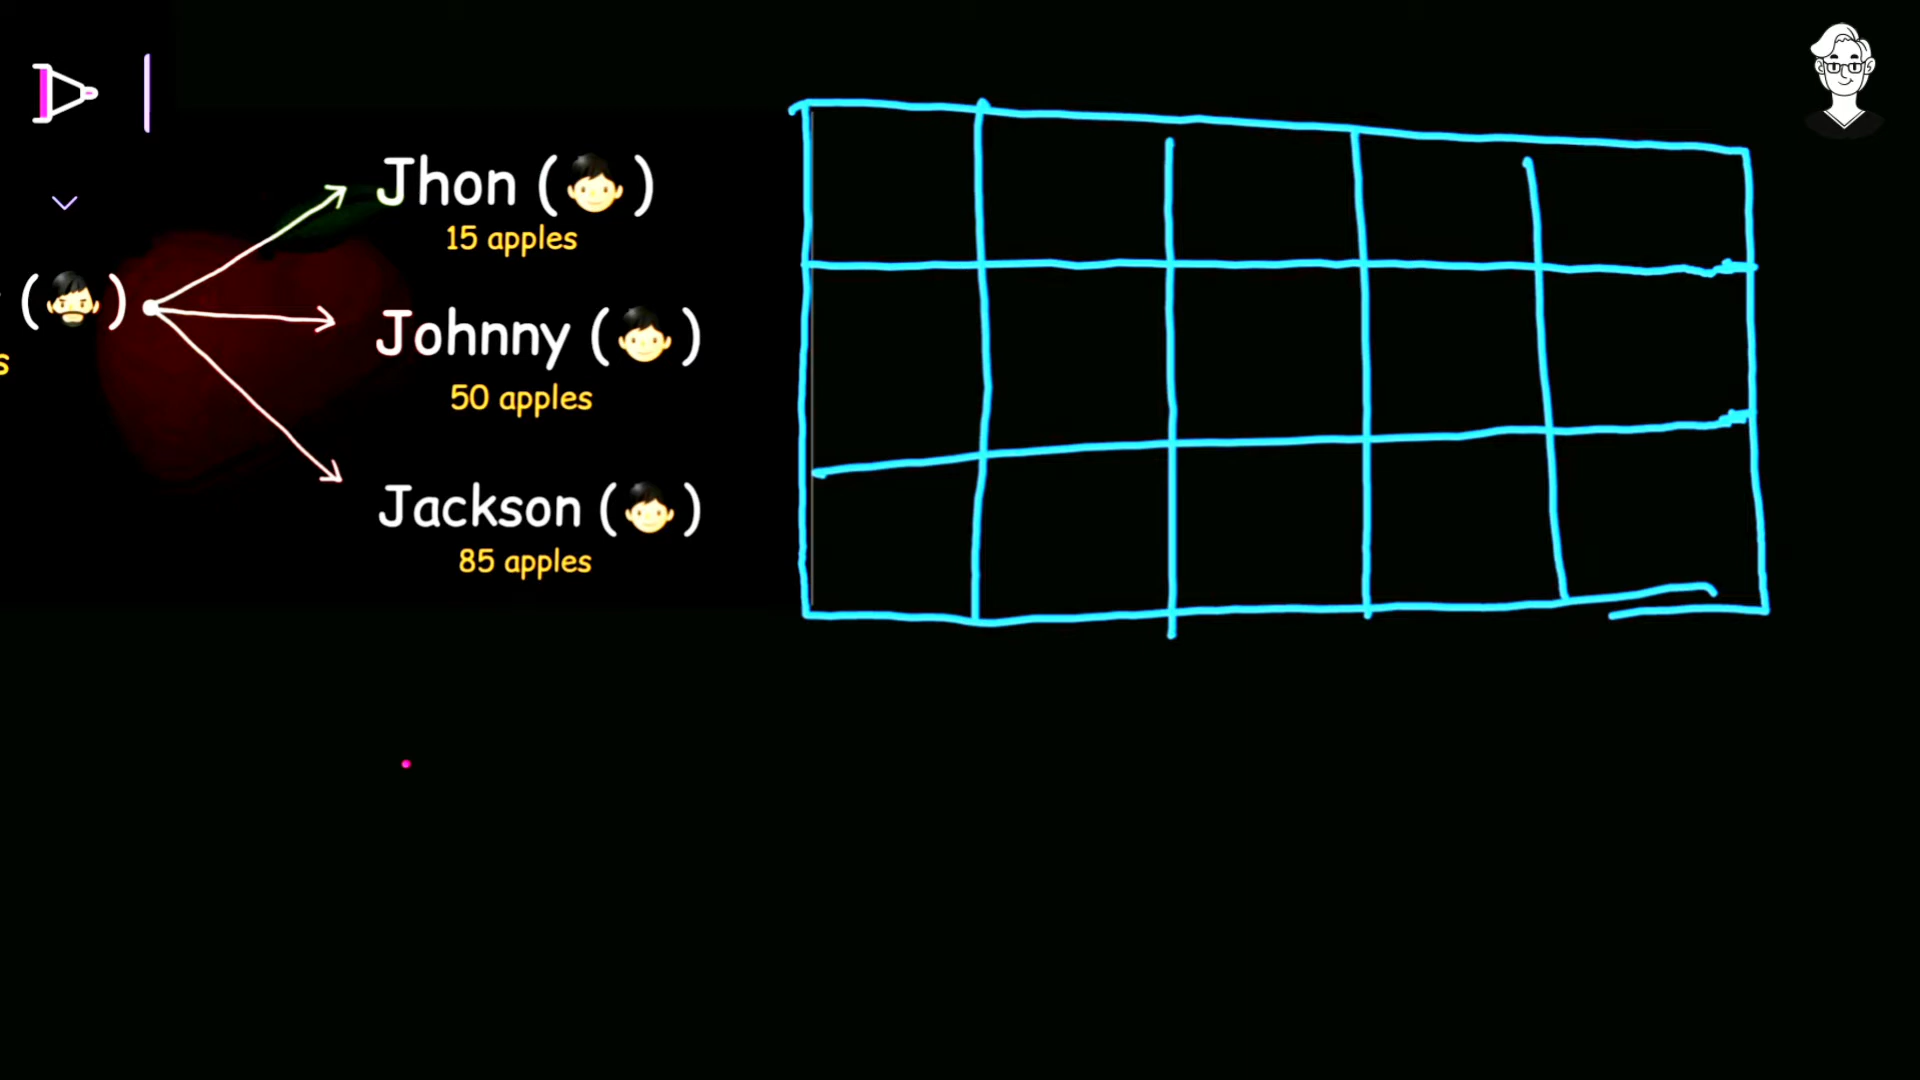 Jhon ( )
15 apples
( )
Johnny ( )
s
50 apples
Jackson ( )
85 apples